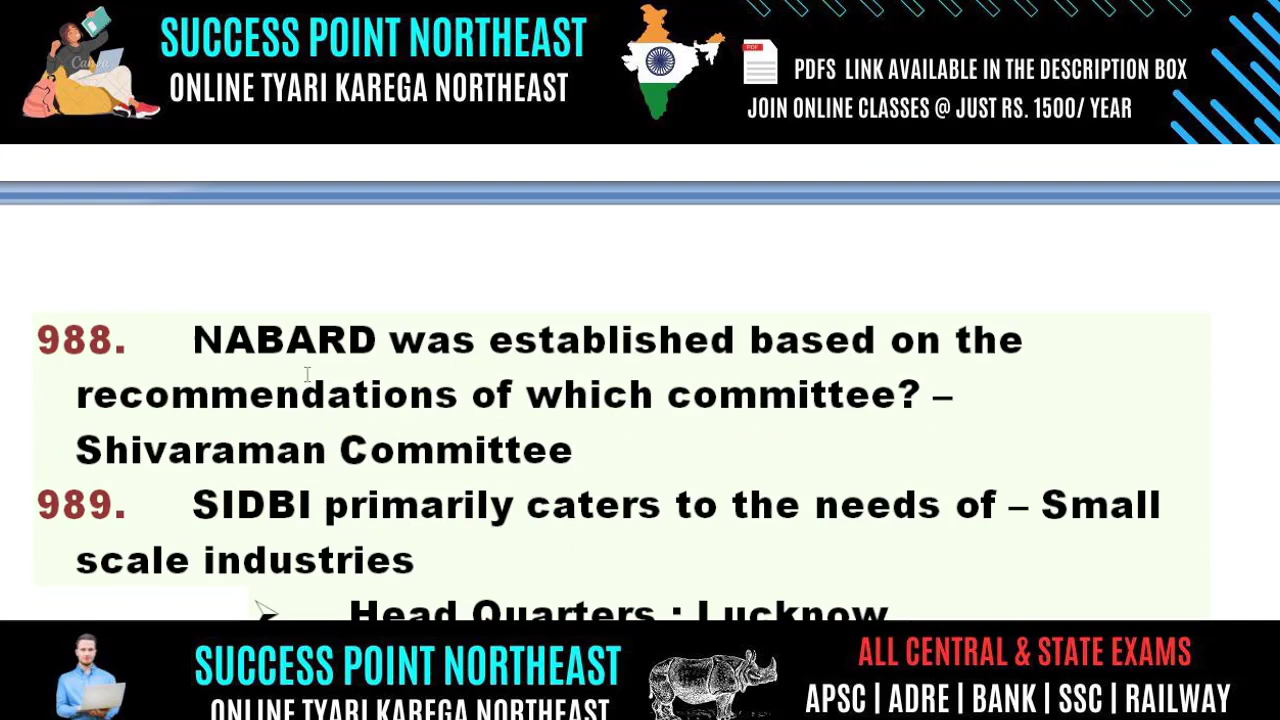 SUCCESS POINT NORTHEAST
ONLINE TYARI KAREGA NORTHEAST
Canva
PDF
PDFS LINK AVAILABLE IN THE DESCRIPTION BOX
JOIN ONLINE CLASSES @ JUST RS. 1500/ YEAR
988. NABARD was established based on the
recommendations of which committee? –
Shivaraman Committee
989. SIDBI primarily caters to the needs of – Small
scale industries
Head Quarters : Lucknow
SUCCESS POINT NORTHEAST
ONLINE TYARI KAREGA NORTHEAST
ALL CENTRAL & STATE EXAMS
APSC | ADRE | BANK | SSC | RAILWAY